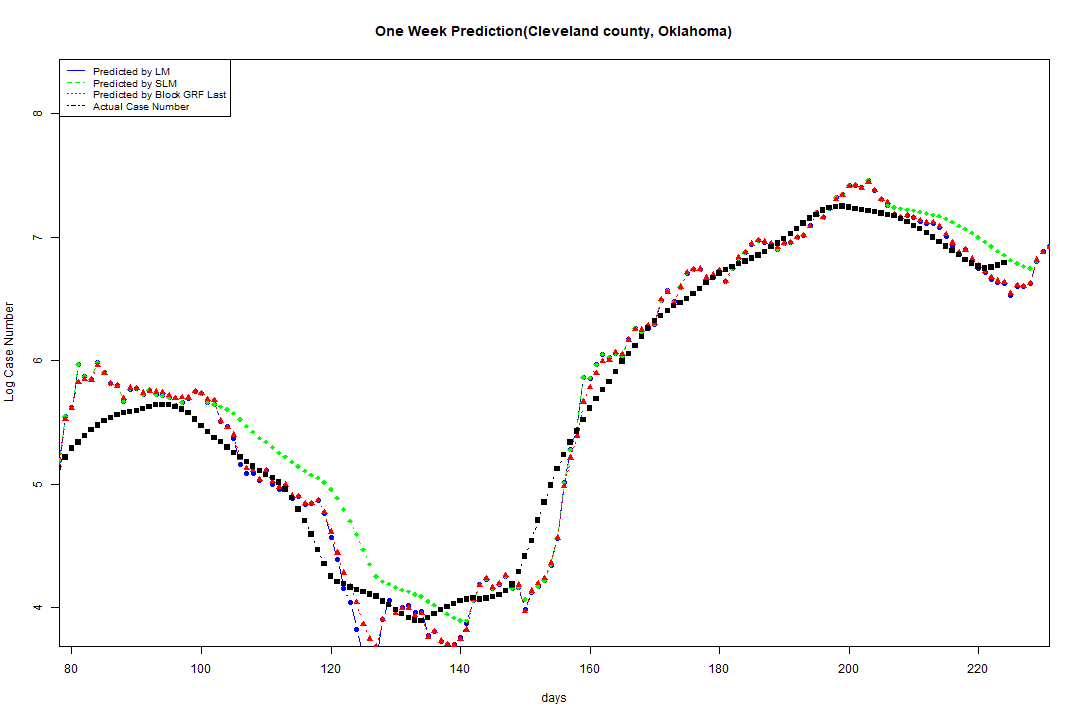 One Week Prediction(Cleveland county, Oklahoma)
Predicted by LM
Predicted by SLM
Predicted by Block GRF Last
Actual Case Number
8
7
6
5
4
Log Case Number
80 100 120 140 160 180 200 220
days